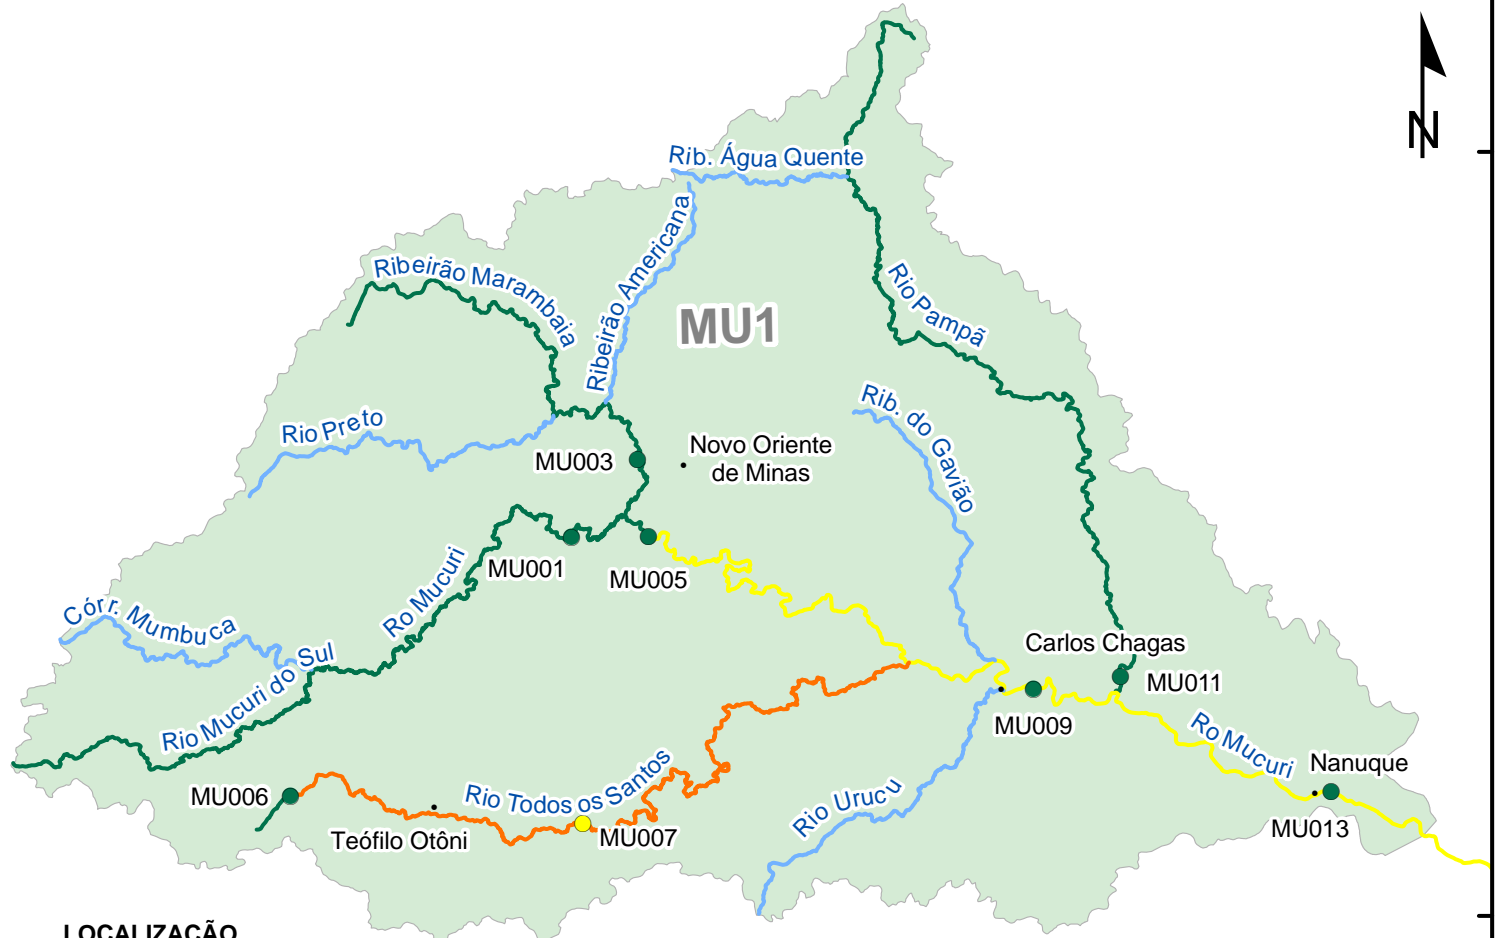 N
Rib. Água Quente
Ribeirão Americana
Ribeirão Marambaia
MU1
Rio Pampã
Rio Preto
Rib. do Gavião
MU003
Novo Oriente
de Minas
MU001
MU005
Ro Mucuri
Córr. Mumbuca
Rio Mucuri do Sul
Carlos Chagas
MU011
MU009
Ro Mucuri
Nanuque
MU013
MU006
Rio Todos os Santos
Rio Urucu
Teófilo Otôni
MU007
LOCALIZAÇÃO